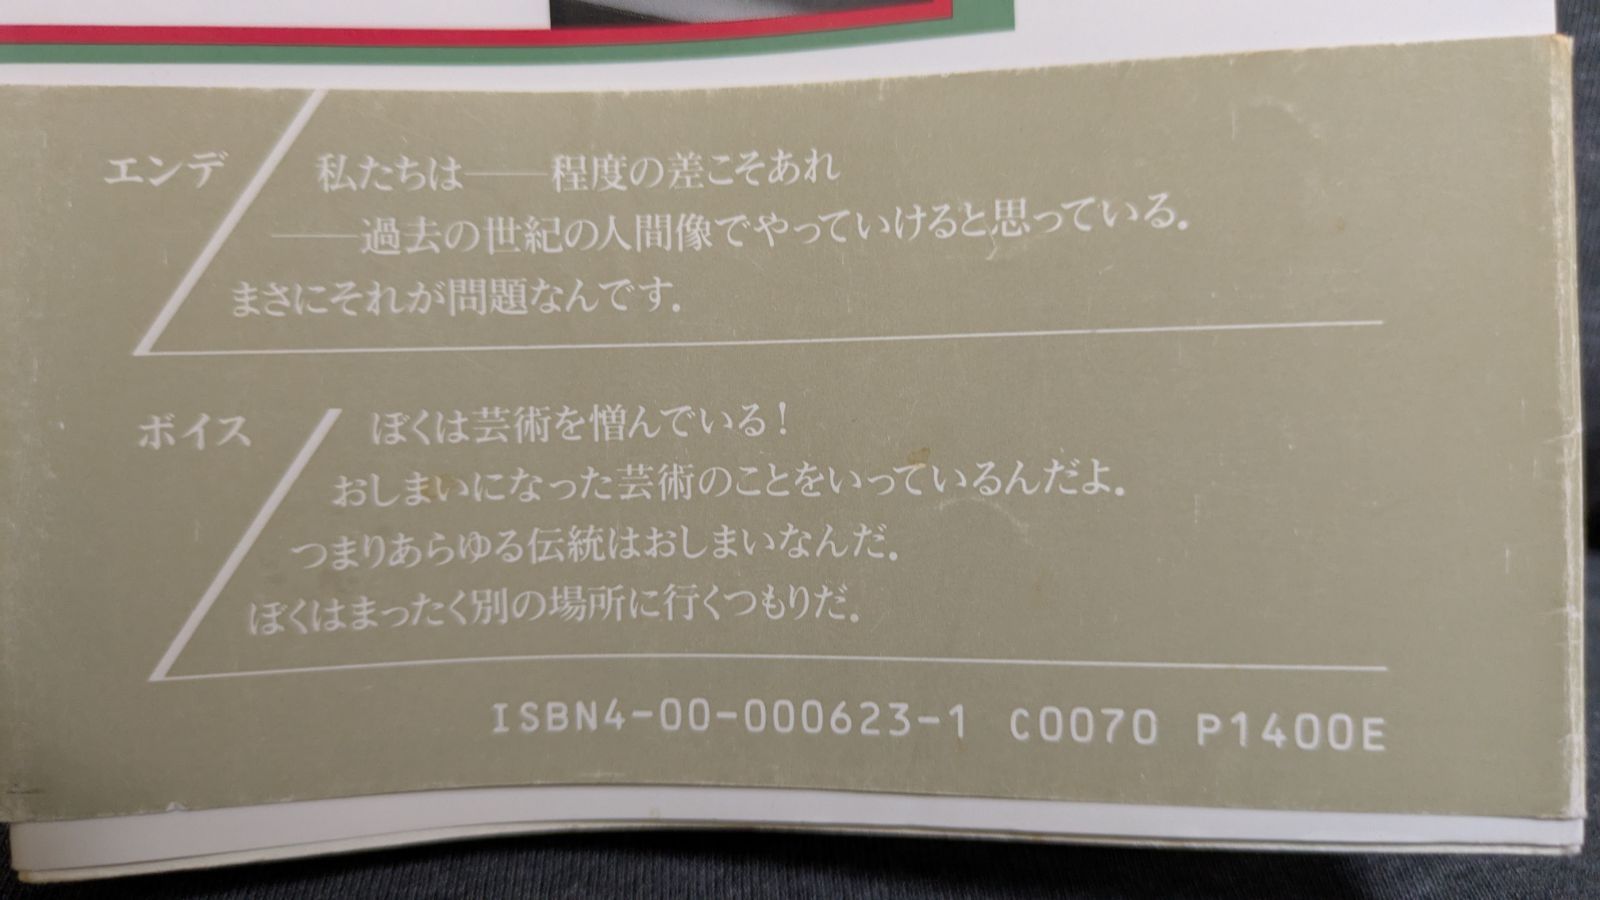 エンデ
私たちは――程度の差こそあれ
――過去の世紀の人間像でやっていけると思っている.
まさにそれが問題なんです.
ボイス
ぼくは芸術を憎んでいる!
おしまいになった芸術のことをいっているんだよ.
つまりあらゆる伝統はおしまいなんだ.
ぼくはまったく別の場所に行くつもりだ.
ISBN4-00-000623-1 C0070 P1400E